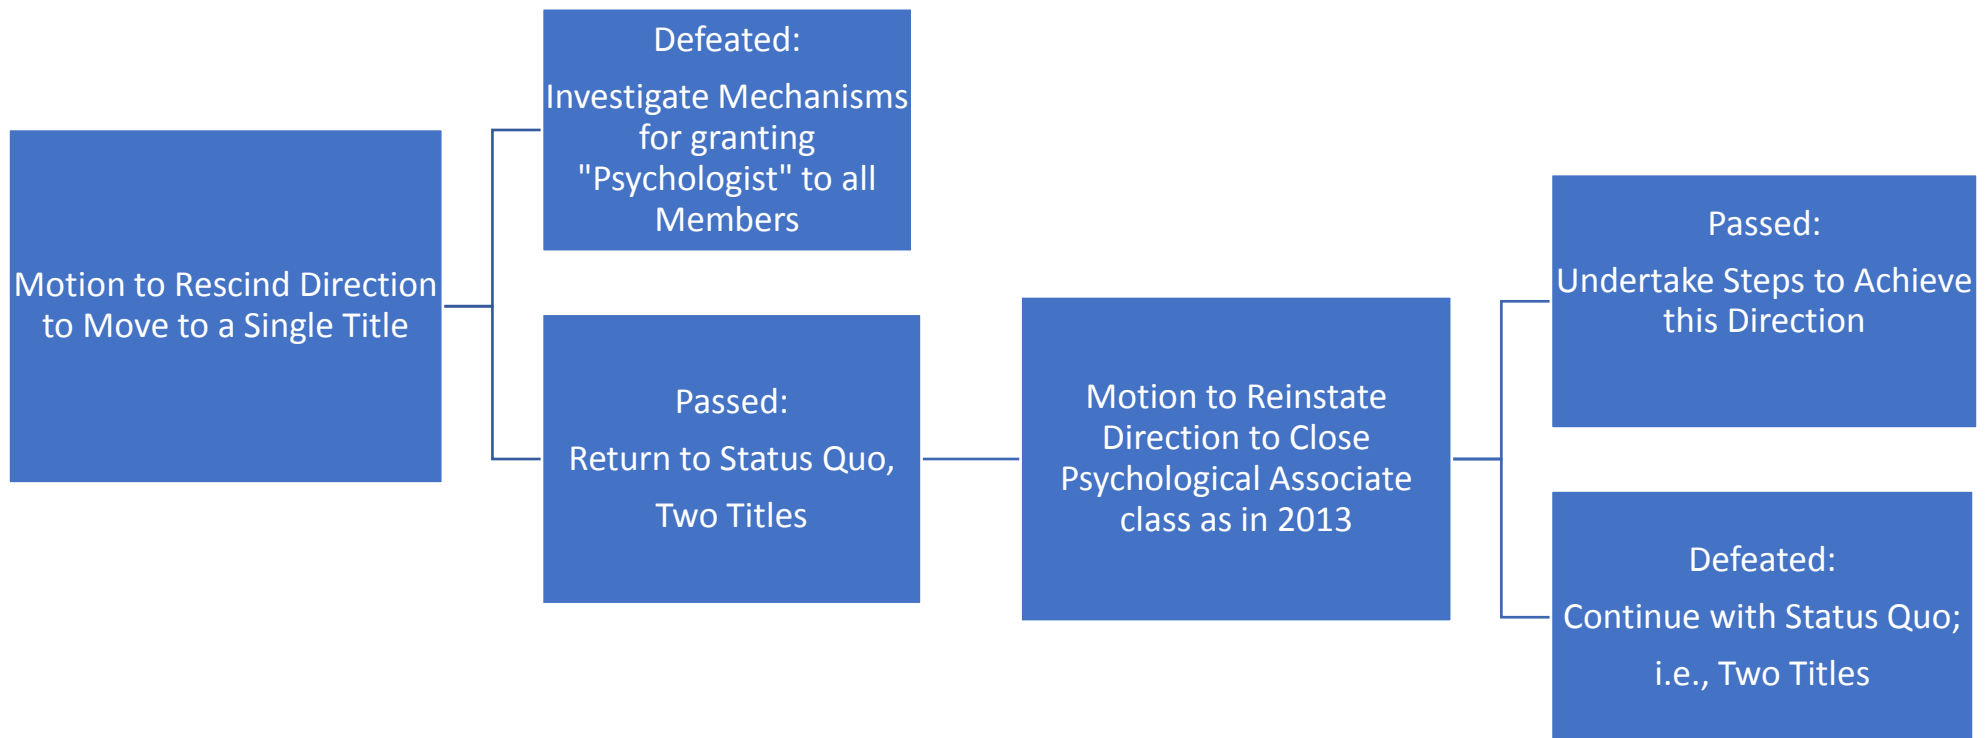 Motion to Rescind Direction
to Move to a Single Title
Defeated:
Investigate Mechanisms
for granting
"Psychologist" to all
Members
Passed:
Return to Status Quo,
Two Titles
Motion to Reinstate
Direction to Close
Psychological Associate
class as in 2013
Passed:
Undertake Steps to Achieve
this Direction
Defeated:
Continue with Status Quo;
i.e., Two Titles